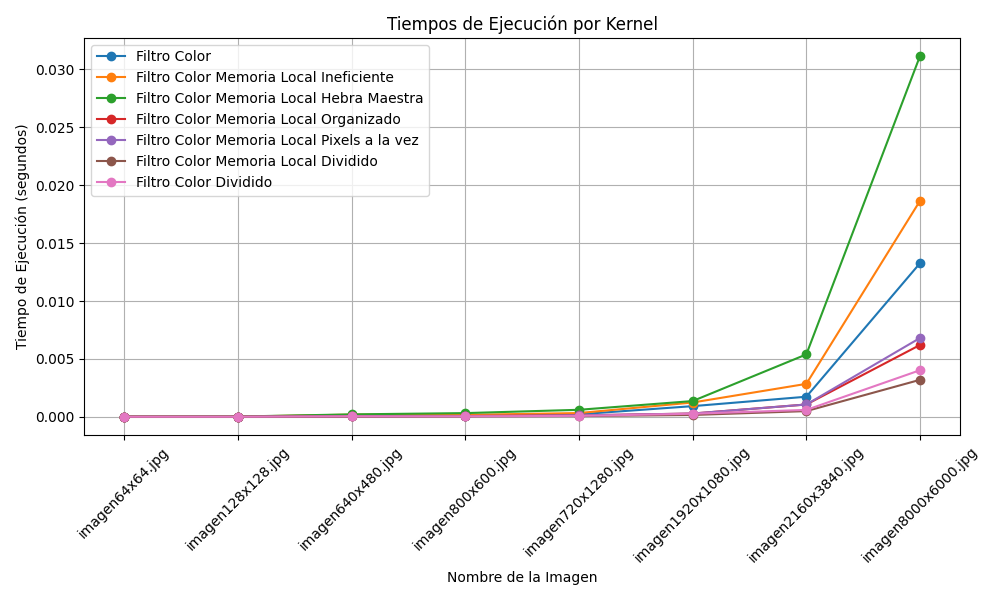 Tiempos de Ejecución por Kernel
Filtro Color
Filtro Color Memoria Local Ineficiente
Filtro Color Memoria Local Hebra Maestra
Filtro Color Memoria Local Organizado
Filtro Color Memoria Local Pixels a la vez
Filtro Color Memoria Local Dividido
Filtro Color Dividido
Tiempo de Ejecución (segundos)
0.030
0.025
0.020
0.015
0.010
0.005
0.000
imagen64x64.jpg
imagen128x128.jpg
imagen640x480.jpg
imagen800x600.jpg
imagen720x1280.jpg
imagen1920x1080.jpg
imagen2160x3840.jpg
imagen8000x6000.jpg
Nombre de la Imagen